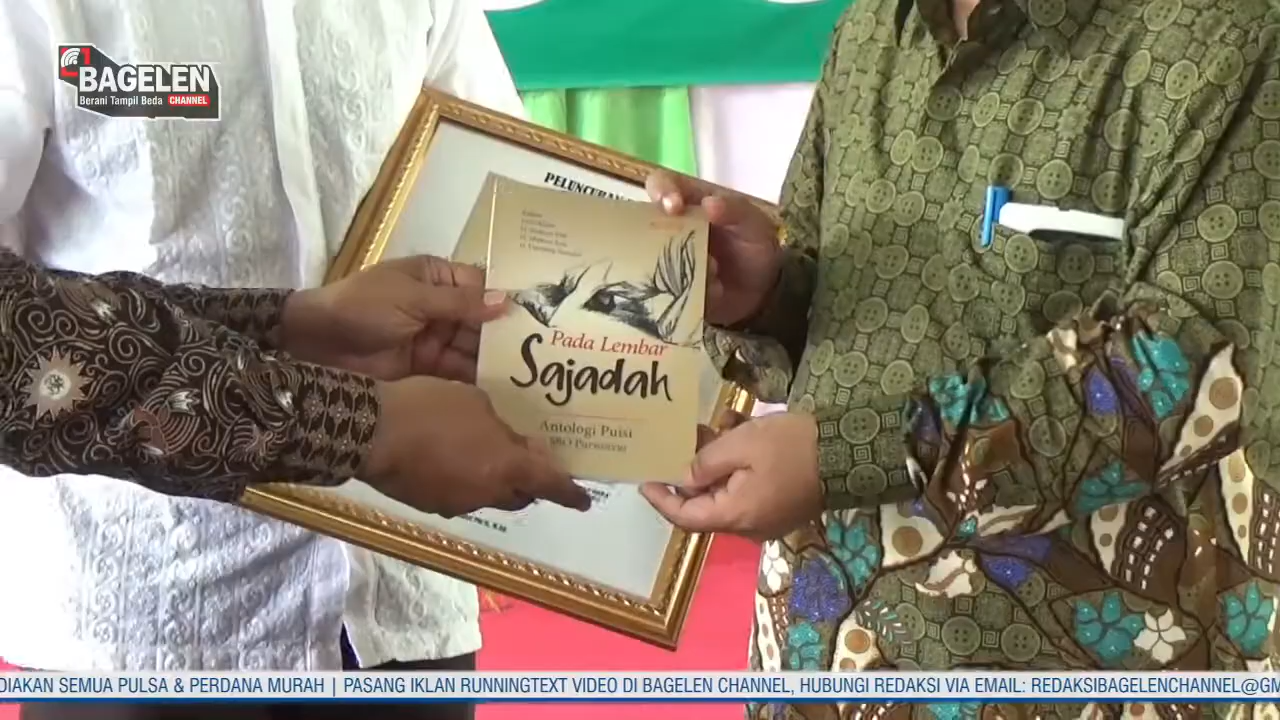 BAGELEN
Berani Tampil Beda CHANNEL
PELUNCURAN
Pada Lembar
Sajadah
Antologi Puisi
DIAKAN SEMUA PULSA & PERDANA MURAH | PASANG IKLAN RUNNINGTEXT VIDEO DI BAGELEN CHANNEL, HUBUNGI REDAKSI VIA EMAIL: REDAKSIBAGELENCHANNEL@GM